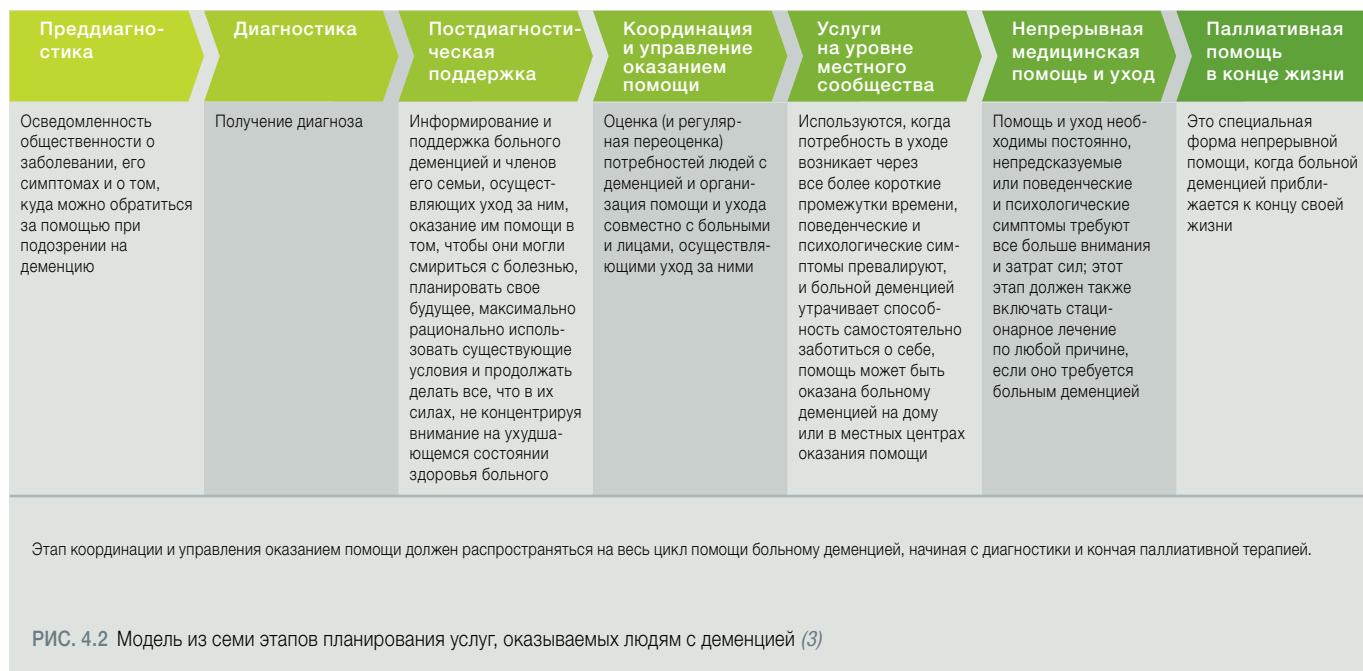 Преддиагно-
стика
Диагностика
Постдиагности-
ческая
поддержка
Координация
и управление
оказанием
помощи
Услуги
на уровне
местного
сообщества
Непрерывная
медицинская
помощь и уход
Паллиативная
помощь
в конце жизни
Осведомленность
общественности о
заболевании, его
симптомах и о том,
куда можно обратиться
за помощью при
подозрении на
деменцию
Получение диагноза
Информирование и
поддержка больного
деменцией и членов
его семьи, осущест-
вляющих уход за ним,
оказание им помощи в
том, чтобы они могли
смириться с болезнью,
планировать свое
будущее, максимально
рационально исполь-
зовать существующие
условия и продолжать
делать все, что в их
силах, не концентрируя
внимание на ухудша-
ющемся состоянии
здоровья больного
Оценка (и регуляр-
ная переоценка)
потребностей людей с
деменцией и органи-
зация помощи и ухода
совместно с больными
и лицами, осуществля-
ющими уход за ними
Используются, когда
потребность в уходе
возникает через
все более короткие
промежутки времени,
поведенческие и
психологические сим-
птомы превалируют,
и больной деменцией
утрачивает способ-
ность самостоятельно
заботиться о себе,
помощь может быть
оказана больному
деменцией на дому
или в местных центрах
оказания помощи
Помощь и уход необ-
ходимы постоянно,
непредсказуемые
или поведенческие
и психологические
симптомы требуют
все больше внимания
и затрат сил; этот
этап должен также
включать стаци-
онарное лечение
по любой причине,
если оно требуется
больным деменцией
Это специальная
форма непрерывной
помощи, когда больной
деменцией прибли-
жается к концу своей
жизни
Этап координации и управления оказанием помощи должен распространяться на весь цикл помощи больному деменцией, начиная с диагностики и кончая паллиативной терапией.
РИС. 4.2 Модель из семи этапов планирования услуг, оказываемых людям с деменцией (3)